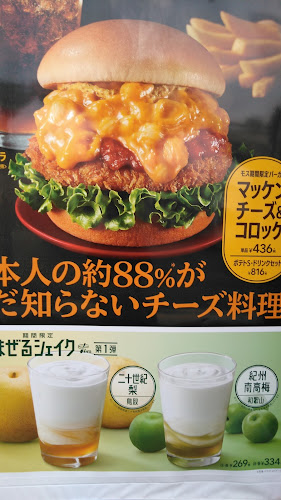 ラ
モス期間限定バーガ
マッケン
チーズ&
コロッケ
単品¥436
ポテトS・ドリンクセット
¥816
本人の約88%が
だ知らないチーズ料理
期間限定
まぜるシェイク
第1弾
二十世紀
梨
鳥取
紀州
南高梅
和歌山
¥269
¥334